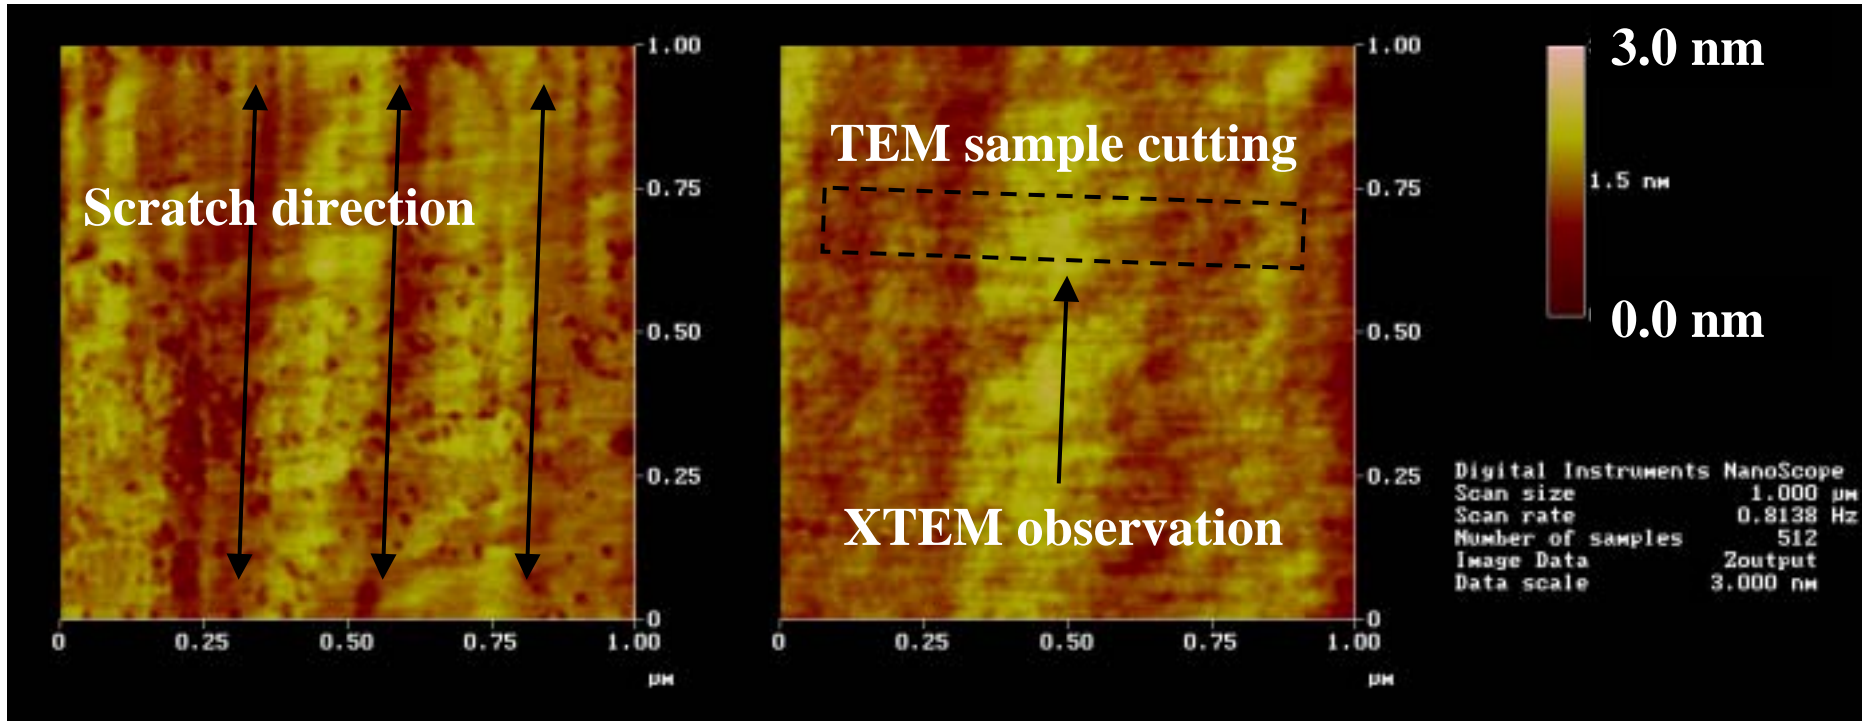 Scratch direction
1.00
0.75
0.50
0.25
0
0 0.25 0.50 0.75 1.00
µm
TEM sample cutting
XTEM observation
1.00
0.75
0.50
0.25
0
0 0.25 0.50 0.75 1.00
µm
3.0 nm
1.5 nm
0.0 nm
Digital Instruments NanoScope
Scan size 1.000 µm
Scan rate 0.8138 Hz
Number of samples 512
Image Data Zoutput
Data scale 3.000 nm